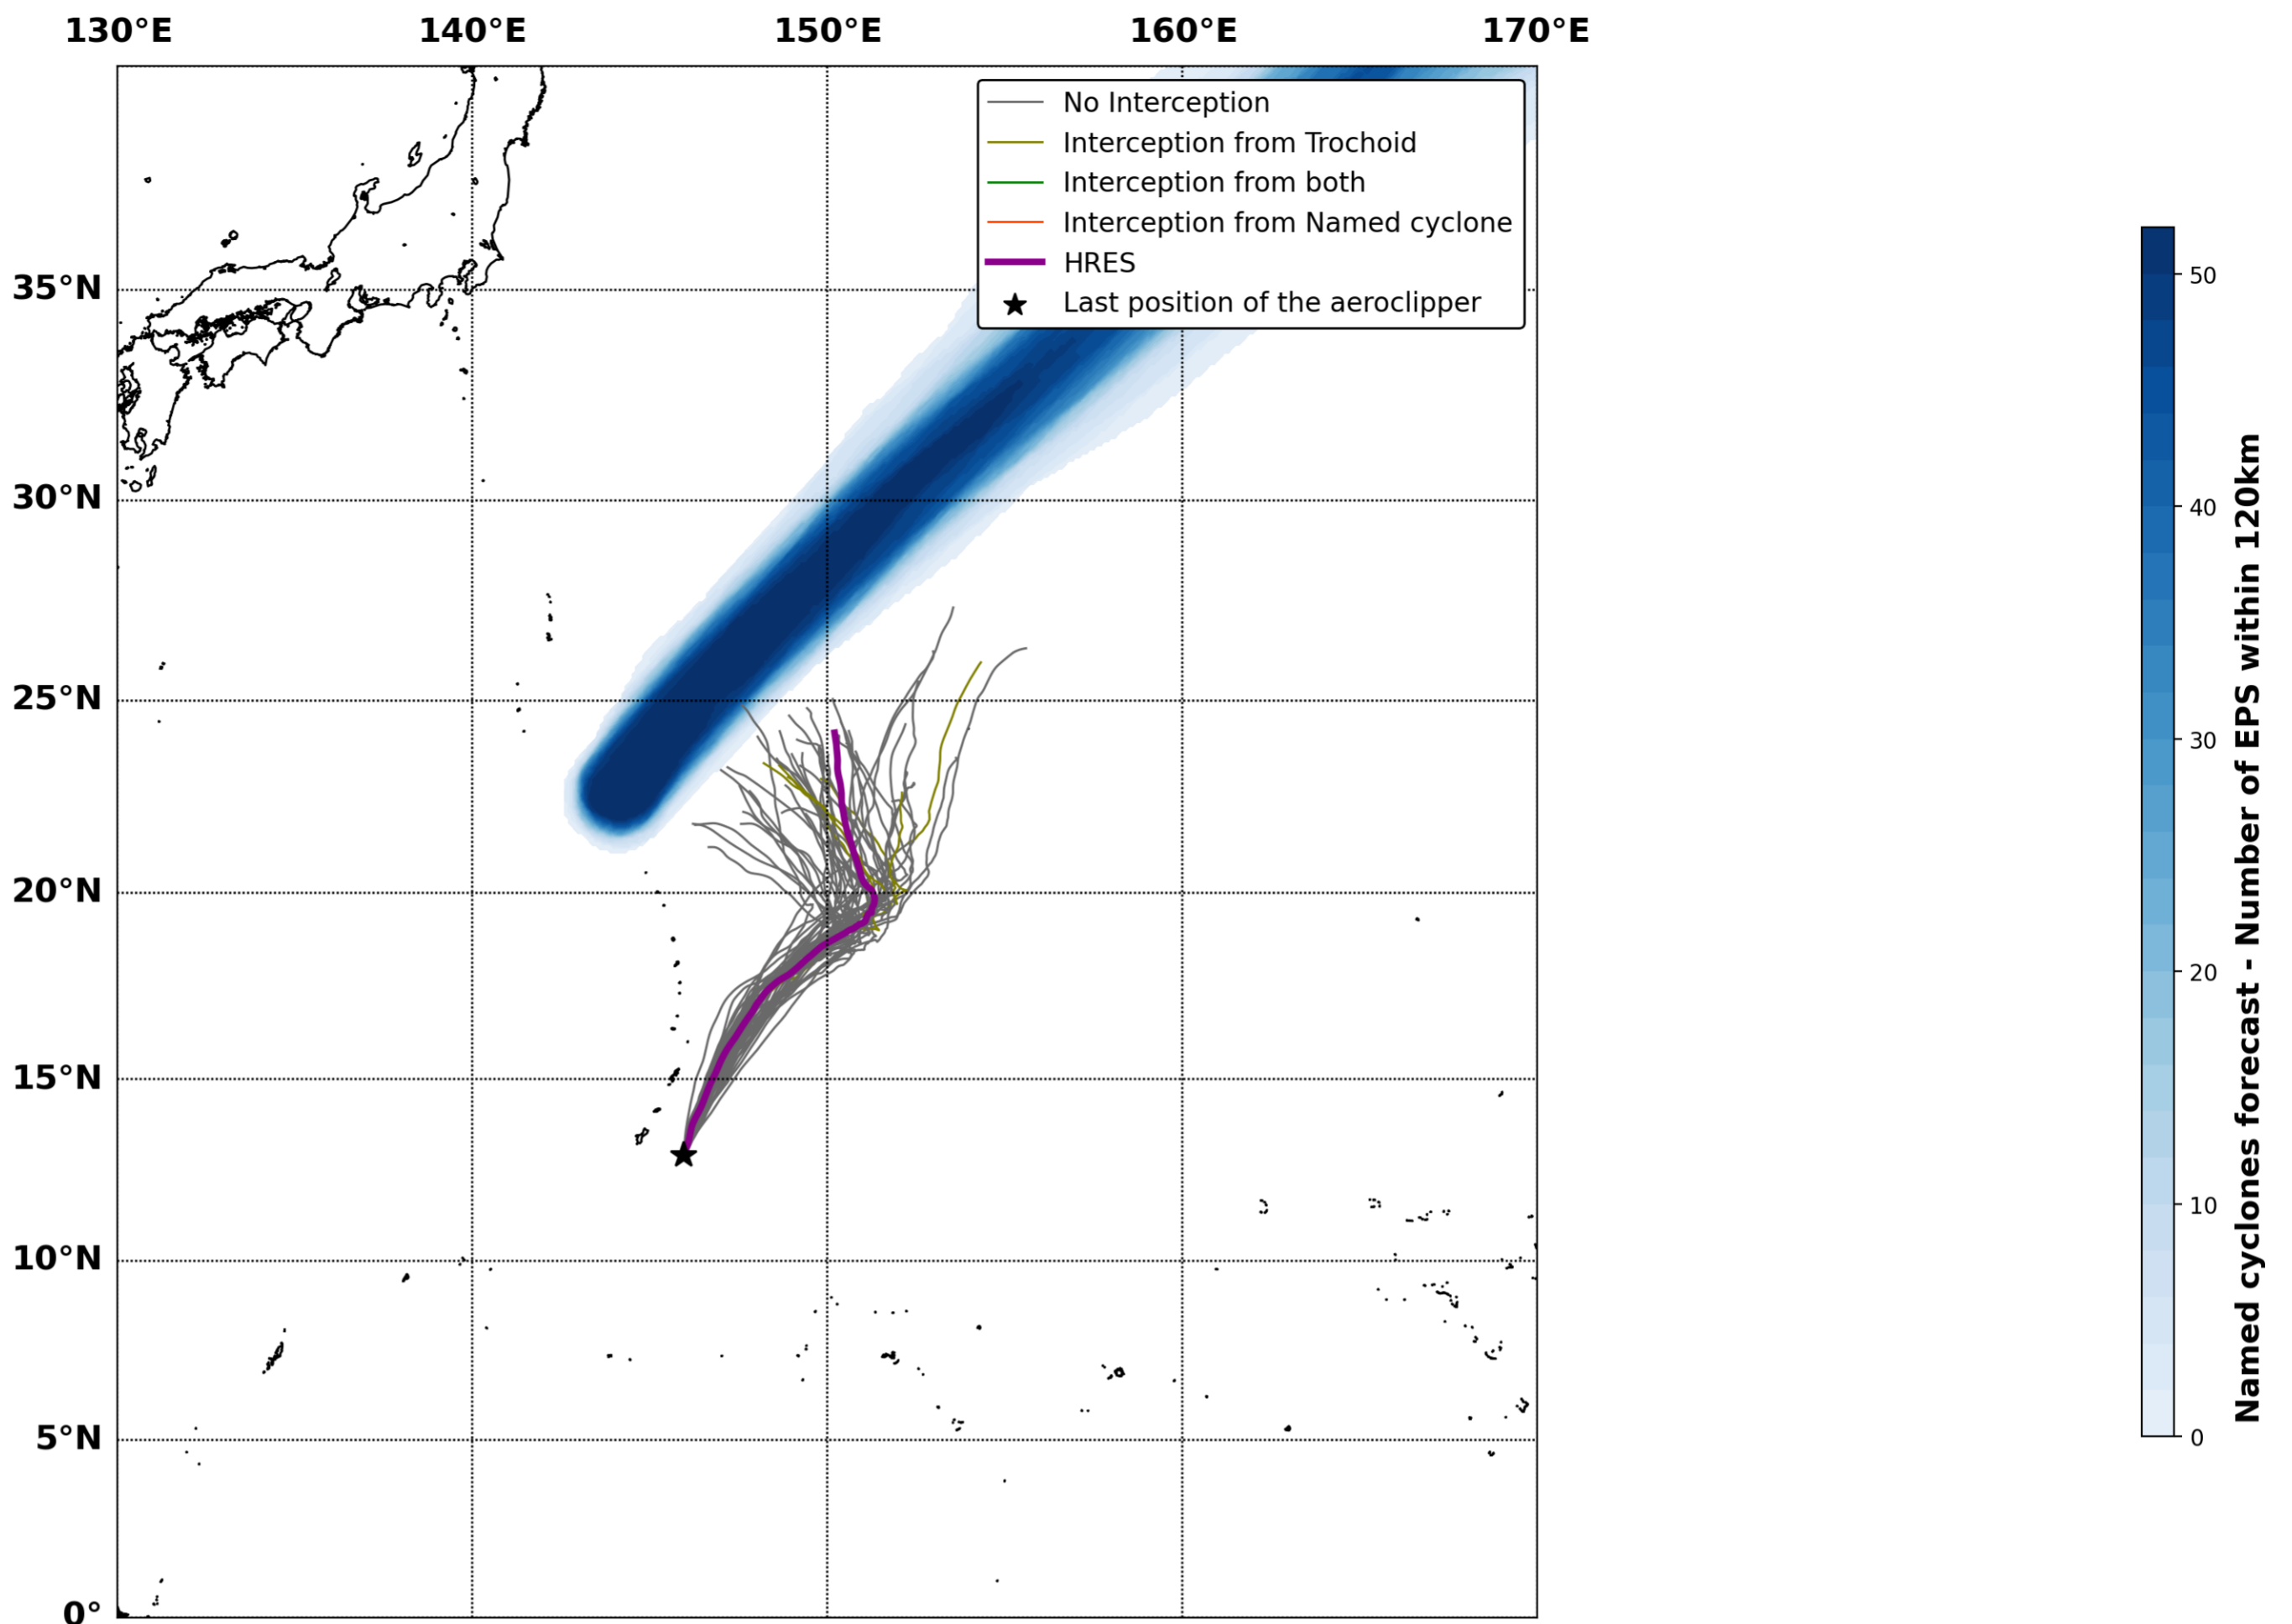 130°E 140°E 150°E 160°E 170°E
No Interception
Interception from Trochoid
Interception from both
Interception from Named cyclone
HRES
Last position of the aeroclipper
35°N
30°N
25°N
20°N
15°N
10°N
5°N
0°
50
40
30
20
10
0
Named cyclones forecast - Number of EPS within 120km